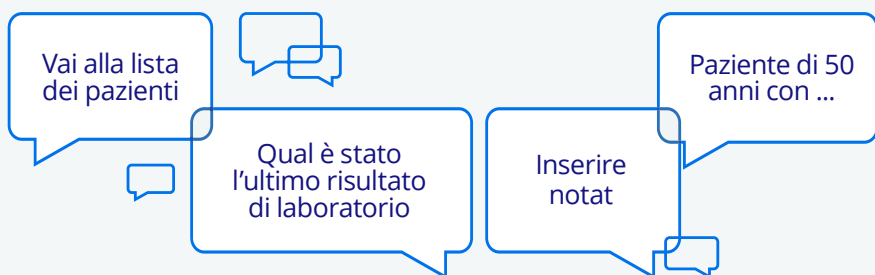 Vai alla lista
dei pazienti
Qual è stato
l’ultimo risultato
di laboratorio
Inserire
notat
Paziente di 50
anni con ...